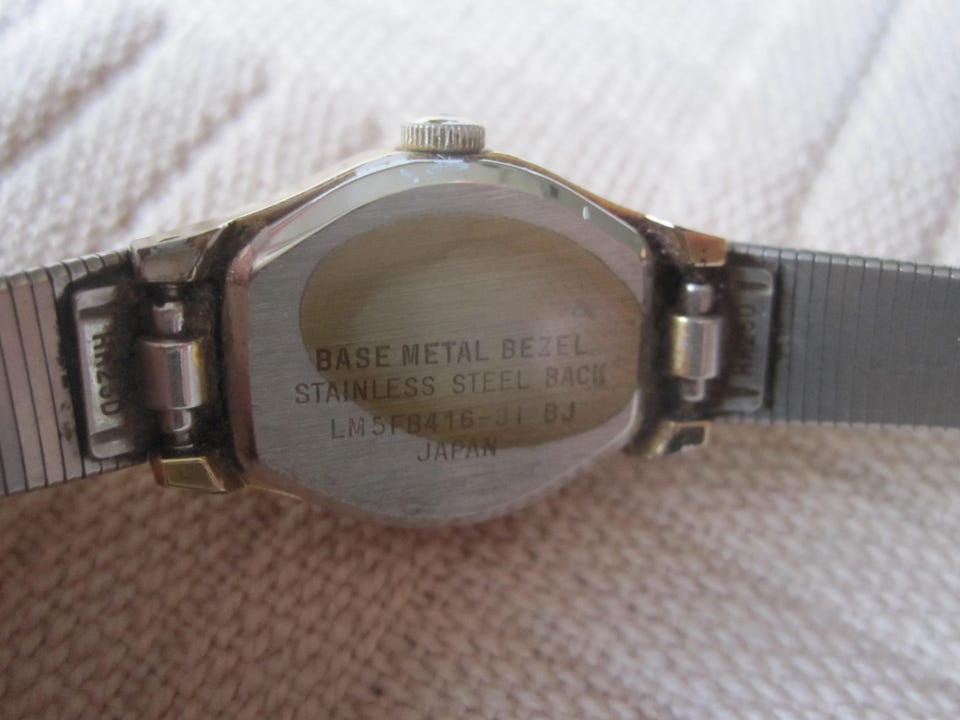 BASE METAL BEZEL
STAINLESS STEEL BACK
LM5FB416-31 BJ
JAPAN